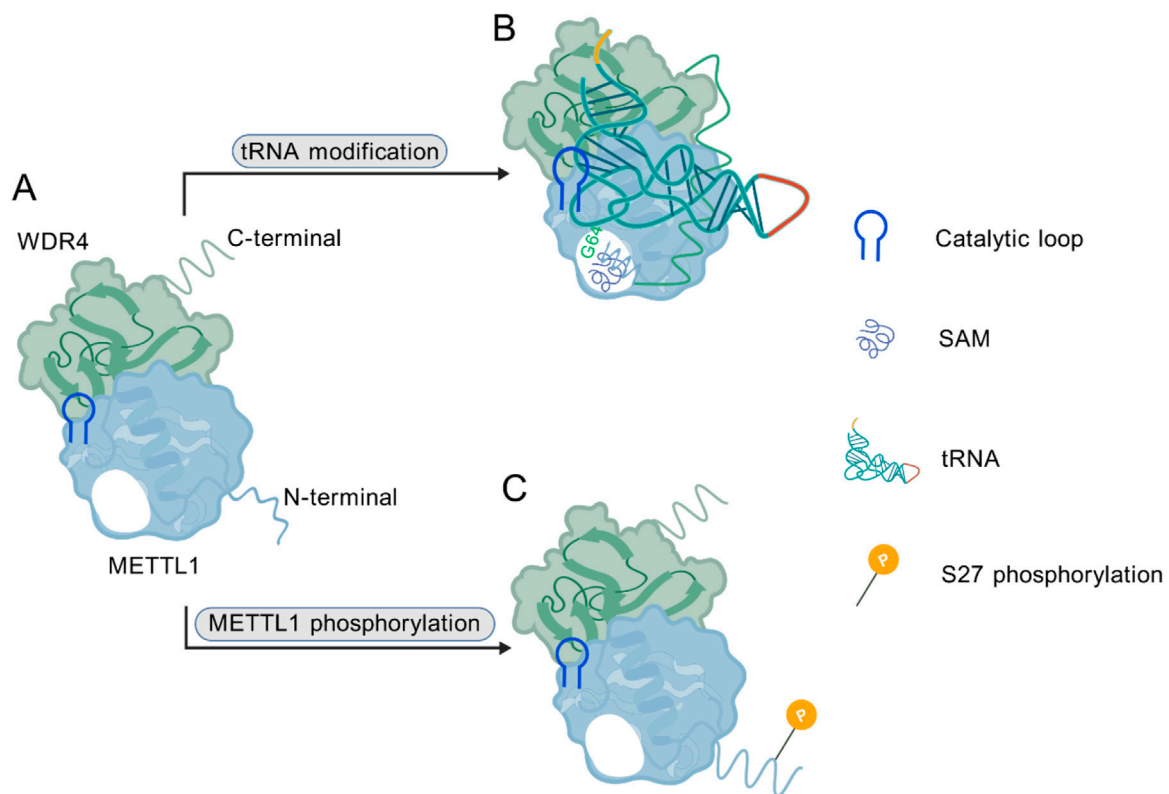 A
WDR4
C-terminal
N-terminal
METTL1
tRNA modification
METTL1 phosphorylation
B
G64
C
P
Catalytic loop
SAM
tRNA
P
S27 phosphorylation